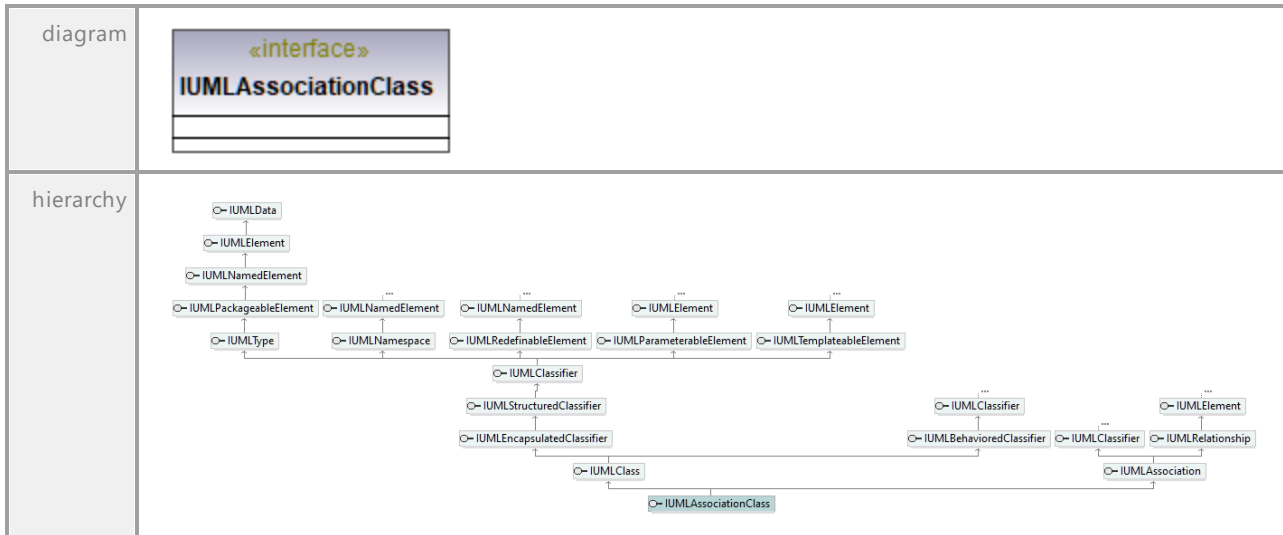 diagram
«interface»
IUMLAssociationClass
hierarchy
IUMLData
IUMLElement
IUMLNamedElement
... ... ... ...
IUMLPackageableElement IUMLNamedElement IUMLNamedElement IUMLElement IUMLElement
IUMLType IUMLNamespace IUMLRedefinableElement IUMLParameterableElement IUMLTemplateableElement
IUMLClassifier
... ...
IUMLStructuredClassifier IUMLClassifier IUMLElement
...
IUMLEncapsulatedClassifier IUMLBehavioredClassifier IUMLClassifier IUMLRelationship
IUMLClass IUMLAssociation
IUMLAssociationClass